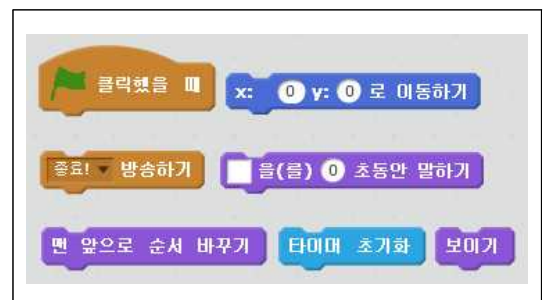 클릭했을 때 x: 0 y: 0 로 이동하기
종료! 방송하기 을(를) 0 초동안 말하기
맨 앞으로 순서 바꾸기 타이머 초기화 보이기